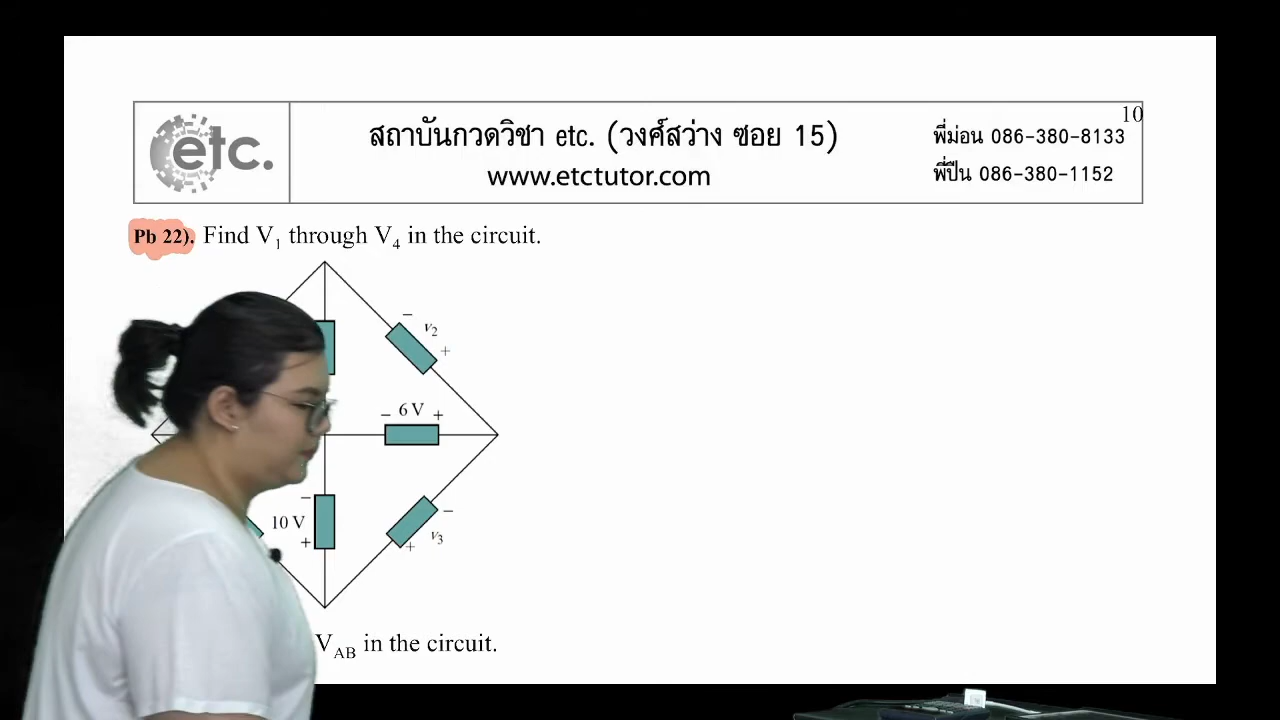 10
etc.
สถาบันกวดวิชา etc. (วงศ์สว่าง ซอย 15)
www.etctutor.com
พี่ม่อน 086-380-8133
พี่ปืน 086-380-1152
Pb 22). Find V₁ through V₄ in the circuit.
− v₂ +
− 6 V +
−
10 V
+
−
v₃
+
V_AB in the circuit.